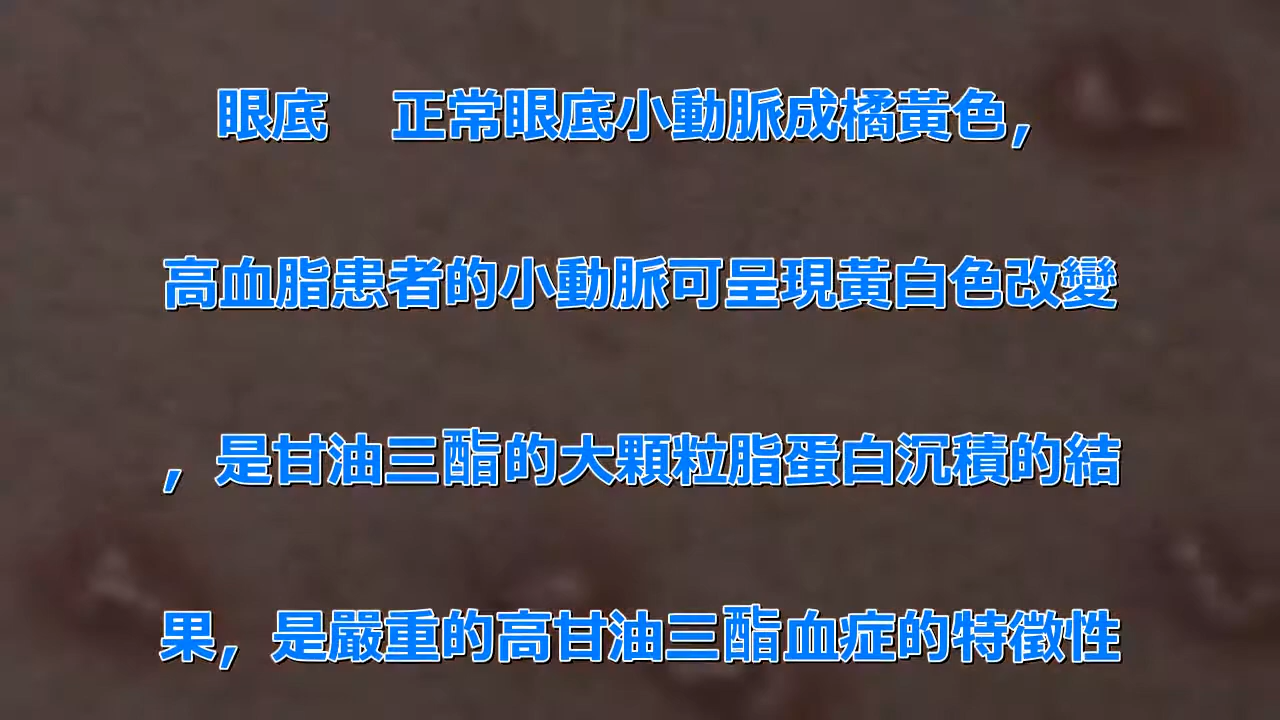 眼底　正常眼底小動脈成橘黃色，
高血脂患者的小動脈可呈現黃白色改變
，是甘油三酯的大顆粒脂蛋白沉積的結
果，是嚴重的高甘油三酯血症的特徵性